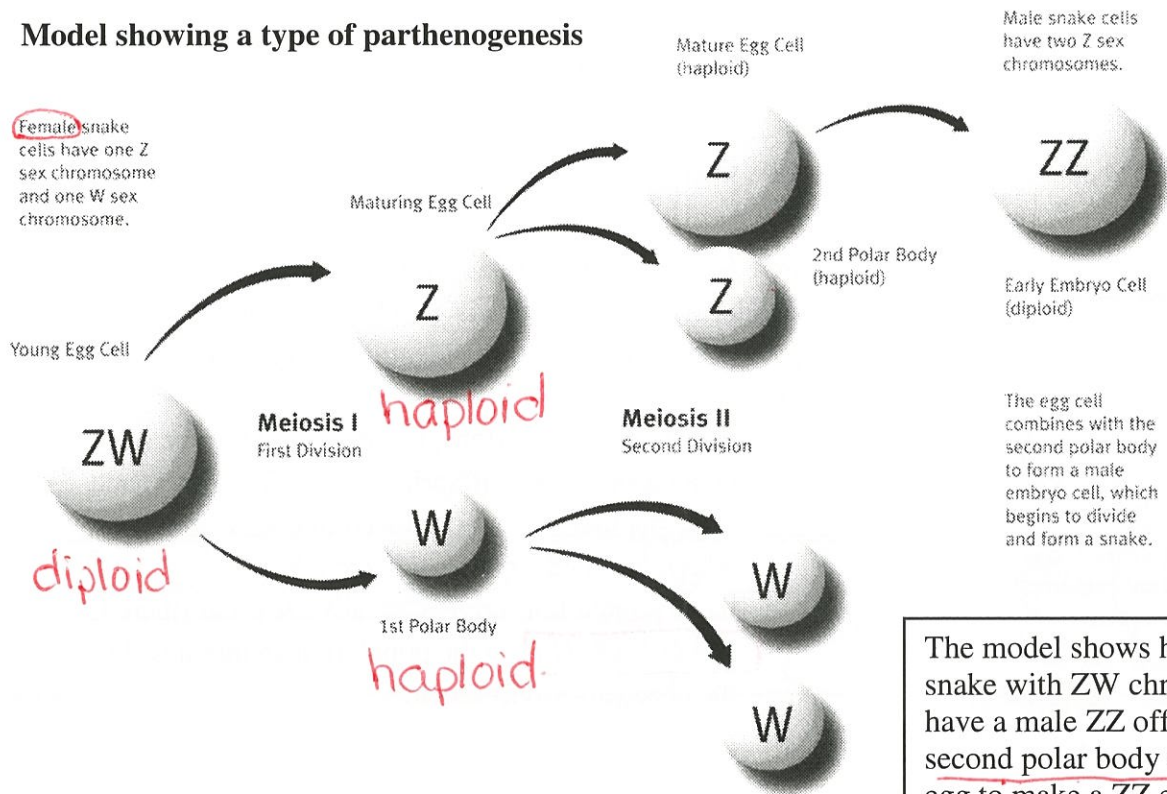 Model showing a type of parthenogenesis
Female snake
cells have one Z
sex chromosome
and one W sex
chromosome.
Young Egg Cell
ZW
diploid
Meiosis I
First Division
Maturing Egg Cell
Z
haploid
W
1st Polar Body
haploid
Meiosis II
Second Division
Mature Egg Cell
(haploid)
Z
Z
2nd Polar Body
(haploid)
W
W
Male snake cells
have two Z sex
chromosomes.
ZZ
Early Embryo Cell
(diploid)
The egg cell
combines with the
second polar body
to form a male
embryo cell, which
begins to divide
and form a snake.
The model shows
snake with ZW
have a male ZZ
second polar body